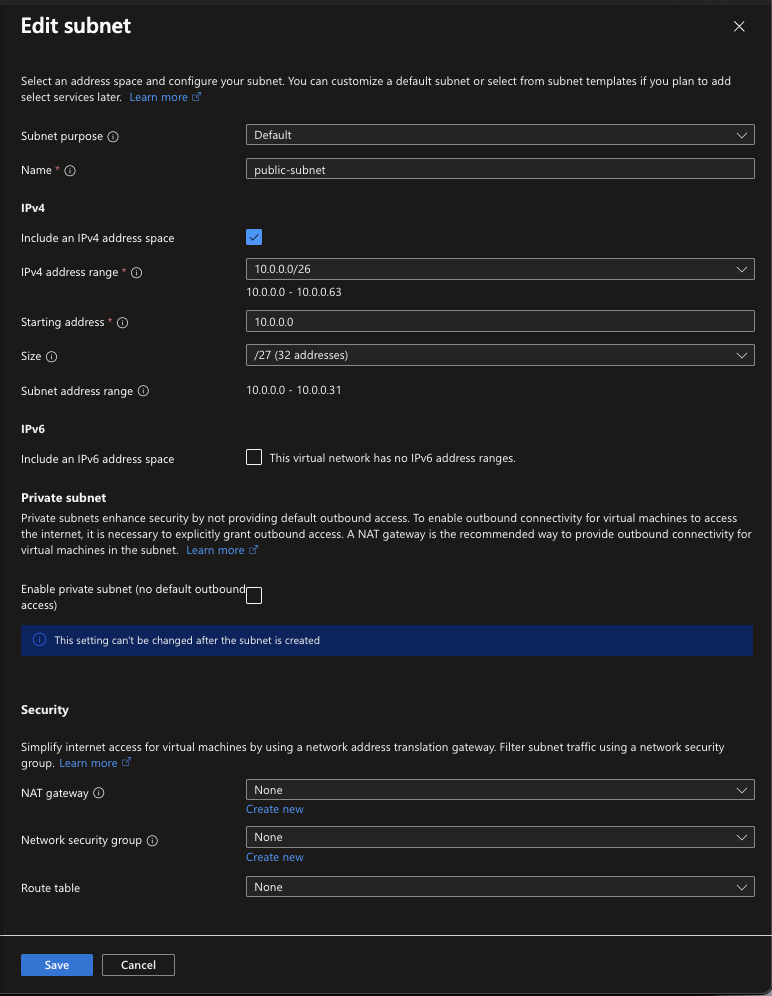 Edit subnet
Select an address space and configure your subnet. You can customize a default subnet or select from subnet templates if you plan to add
select services later. Learn more
Subnet purpose
Default
Name *
public-subnet
IPv4
Include an IPv4 address space
IPv4 address range *
10.0.0.0/26
10.0.0.0 - 10.0.0.63
Starting address *
10.0.0.0
Size
/27 (32 addresses)
Subnet address range
10.0.0.0 - 10.0.0.31
IPv6
Include an IPv6 address space
This virtual network has no IPv6 address ranges.
Private subnet
Private subnets enhance security by not providing default outbound access. To enable outbound connectivity for virtual machines to access
the internet, it is necessary to explicitly grant outbound access. A NAT gateway is the recommended way to provide outbound connectivity for
virtual machines in the subnet. Learn more
Enable private subnet (no default outbound
access)
This setting can't be changed after the subnet is created
Security
Simplify internet access for virtual machines by using a network address translation gateway. Filter subnet traffic using a network security
group. Learn more
NAT gateway
None
Create new
Network security group
None
Create new
Route table
None
Save
Cancel